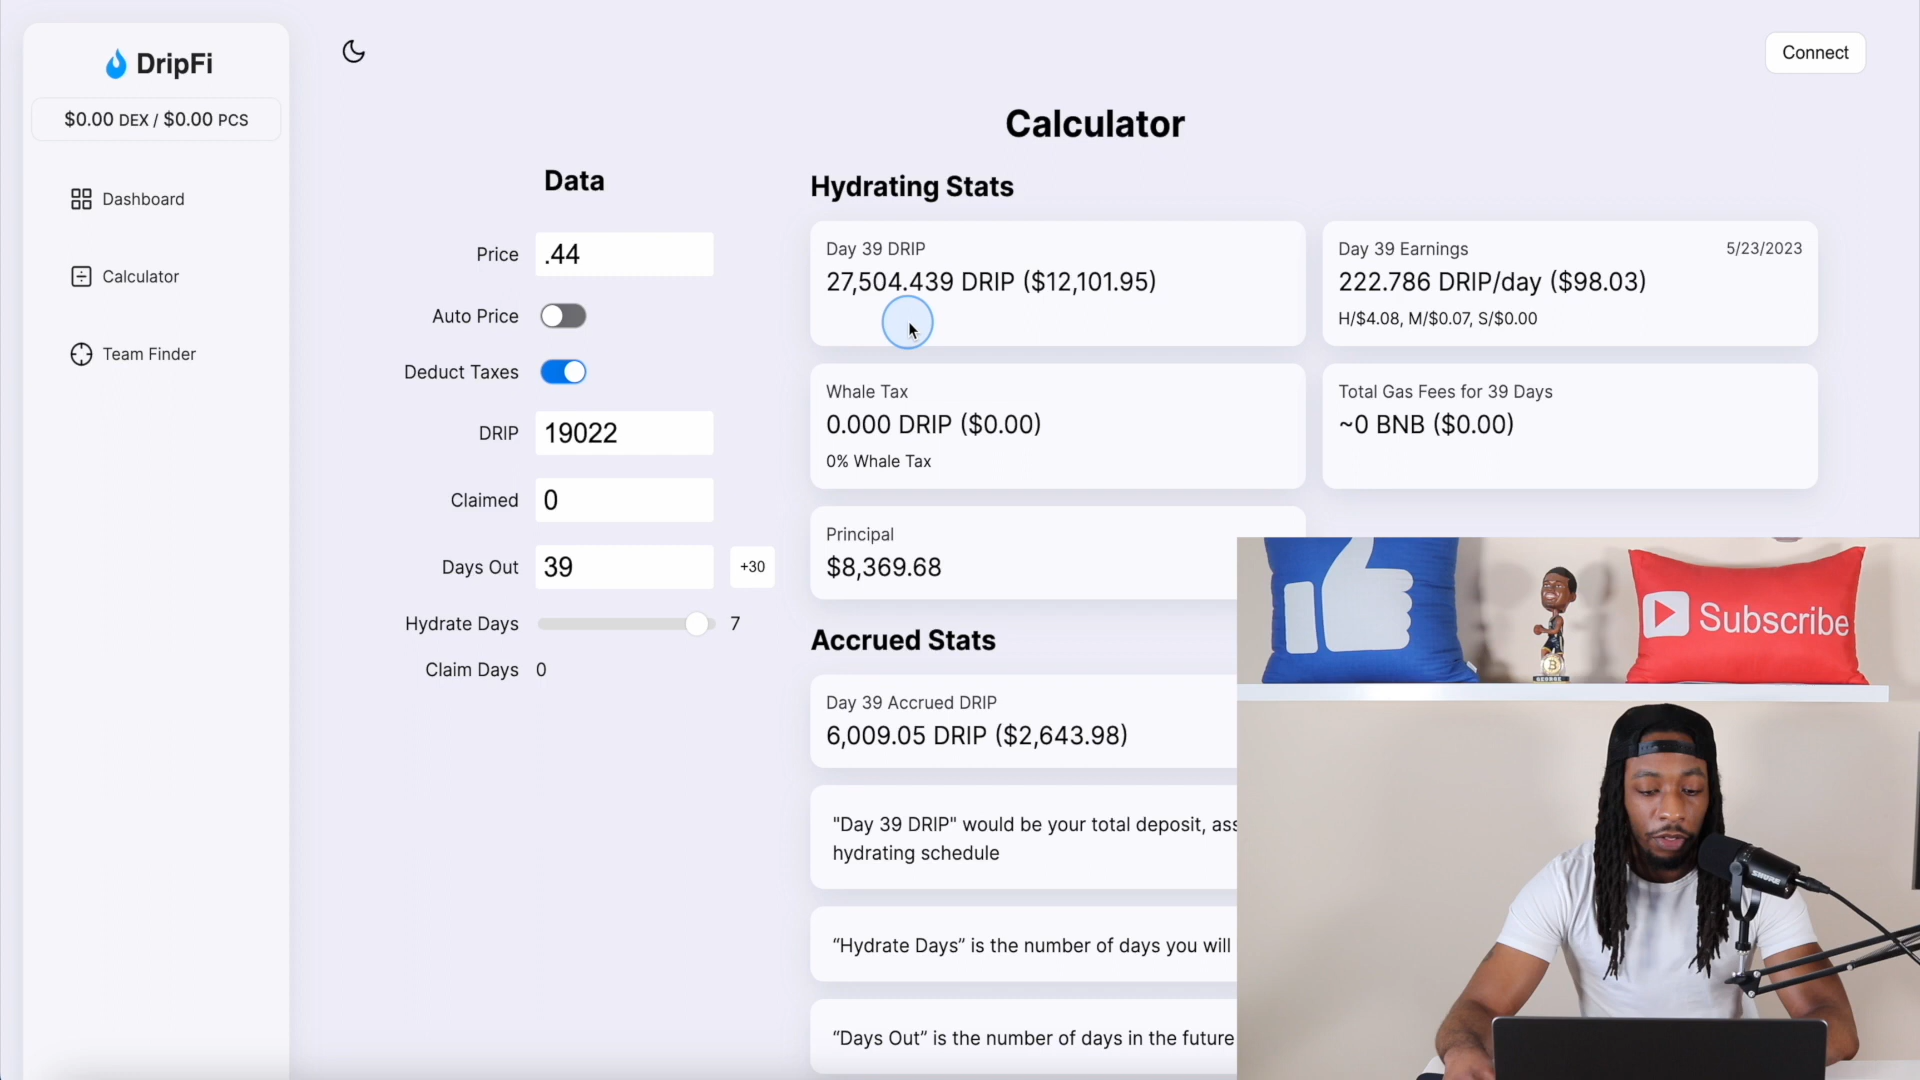 DripFi
$0.00 DEX / $0.00 PCS
Dashboard
Calculator
Team Finder
Connect
Calculator
Data
Price
.44
Auto Price
Deduct Taxes
DRIP
19022
Claimed
0
Days Out
39
+30
Hydrate Days
7
Claim Days
0
Hydrating Stats
Day 39 DRIP
27,504.439 DRIP ($12,101.95)
Day 39 Earnings
5/23/2023
222.786 DRIP/day ($98.03)
H/$4.08, M/$0.07, S/$0.00
Whale Tax
0.000 DRIP ($0.00)
0% Whale Tax
Total Gas Fees for 39 Days
~0 BNB ($0.00)
Principal
$8,369.68
Accrued Stats
Day 39 Accrued DRIP
6,009.05 DRIP ($2,643.98)
"Day 39 DRIP" would be your total deposit, ass
hydrating schedule
“Hydrate Days” is the number of days you will
“Days Out” is the number of days in the future
Subscribe
GEORGE
SHURE